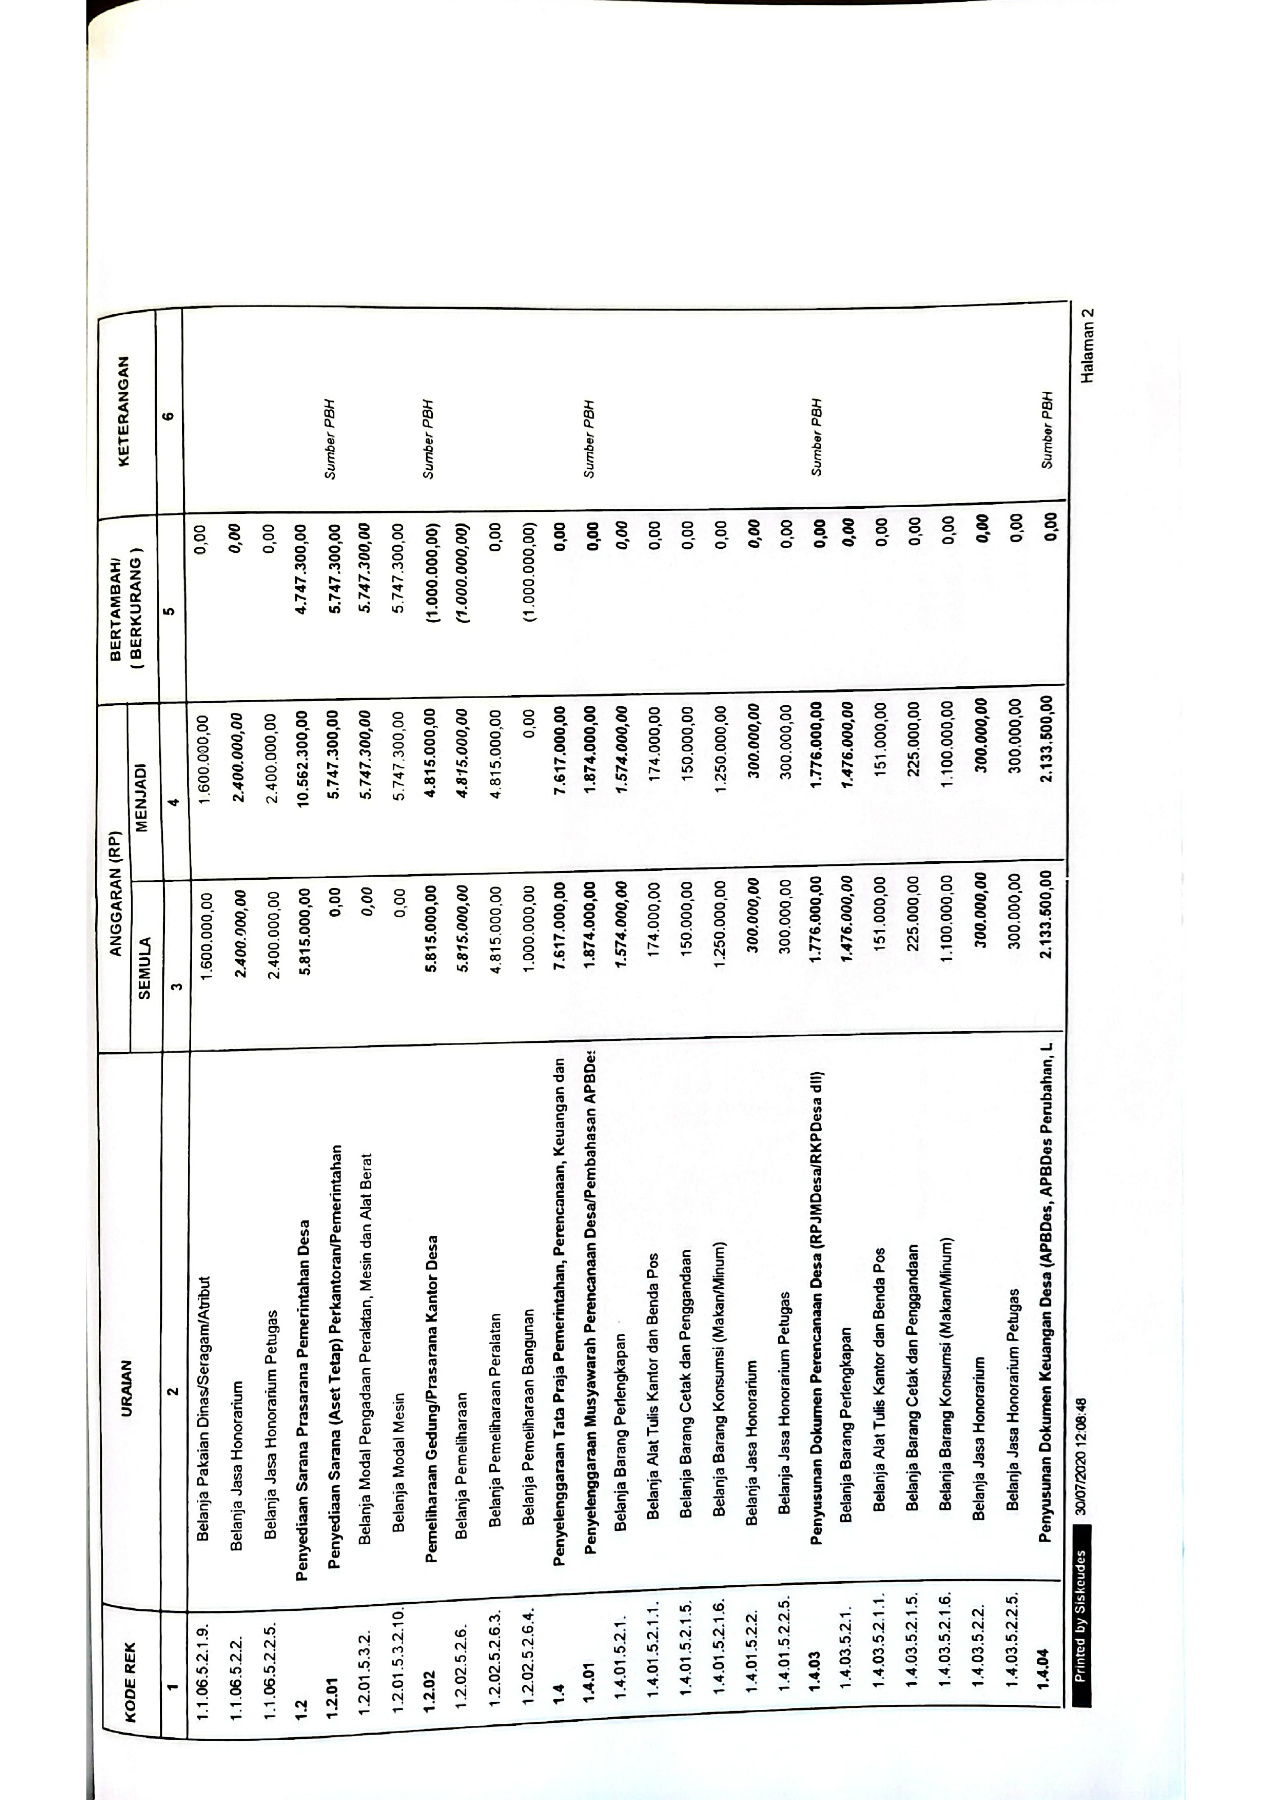 KODE REK URAIAN ANGGARAN (RP) BERTAMBAH/ KETERANGAN
SEMULA MENJADI ( BERKURANG )
1 2 3 4 5 6
1.1.06.5.2.1.9. Belanja Pakaian Dinas/Seragam/Atribut 1.600.000,00 1.600.000,00 0,00
1.1.06.5.2.2. Belanja Jasa Honorarium 2.400.000,00 2.400.000,00 0,00
1.1.06.5.2.2.5. Belanja Jasa Honorarium Petugas 2.400.000,00 2.400.000,00 0,00
1.2 Penyediaan Sarana Prasarana Pemerintahan Desa 5.815.000,00 10.562.300,00 4.747.300,00
1.2.01 Penyediaan Sarana (Aset Tetap) Perkantoran/Pemerintahan 0,00 5.747.300,00 5.747.300,00 Sumber PBH
1.2.01.5.3.2. Belanja Modal Pengadaan Peralatan, Mesin dan Alat Berat 0,00 5.747.300,00 5.747.300,00
1.2.01.5.3.2.10. Belanja Modal Mesin 0,00 5.747.300,00 5.747.300,00
1.2.02 Pemeliharaan Gedung/Prasarana Kantor Desa 5.815.000,00 4.815.000,00 (1.000.000,00) Sumber PBH
1.2.02.5.2.6. Belanja Pemeliharaan 5.815.000,00 4.815.000,00 (1.000.000,00)
1.2.02.5.2.6.3. Belanja Pemeliharaan Peralatan 4.815.000,00 4.815.000,00 0,00
1.2.02.5.2.6.4. Belanja Pemeliharaan Bangunan 1.000.000,00 0,00 (1.000.000,00)
1.4 Penyelenggaraan Tata Praja Pemerintahan, Perencanaan, Keuangan dan 7.617.000,00 7.617.000,00 0,00
1.4.01 Penyelenggaraan Musyawarah Perencanaan Desa/Pembahasan APBDes 1.874.000,00 1.874.000,00 0,00 Sumber PBH
1.4.01.5.2.1. Belanja Barang Perlengkapan 1.574.000,00 1.574.000,00 0,00
1.4.01.5.2.1.1. Belanja Alat Tulis Kantor dan Benda Pos 174.000,00 174.000,00 0,00
1.4.01.5.2.1.5. Belanja Barang Cetak dan Penggandaan 150.000,00 150.000,00 0,00
1.4.01.5.2.1.6. Belanja Barang Konsumsi (Makan/Minum) 1.250.000,00 1.250.000,00 0,00
1.4.01.5.2.2. Belanja Jasa Honorarium 300.000,00 300.000,00 0,00
1.4.01.5.2.2.5. Belanja Jasa Honorarium Petugas 300.000,00 300.000,00 0,00
1.4.03 Penyusunan Dokumen Perencanaan Desa (RPJMDesa/RKPDesa dll) 1.776.000,00 1.776.000,00 0,00 Sumber PBH
1.4.03.5.2.1. Belanja Barang Perlengkapan 1.476.000,00 1.476.000,00 0,00
1.4.03.5.2.1.1. Belanja Alat Tulis Kantor dan Benda Pos 151.000,00 151.000,00 0,00
1.4.03.5.2.1.5. Belanja Barang Cetak dan Penggandaan 225.000,00 225.000,00 0,00
1.4.03.5.2.1.6. Belanja Barang Konsumsi (Makan/Minum) 1.100.000,00 1.100.000,00 0,00
1.4.03.5.2.2. Belanja Jasa Honorarium 300.000,00 300.000,00 0,00
1.4.03.5.2.2.5. Belanja Jasa Honorarium Petugas 300.000,00 300.000,00 0,00
1.4.04 Penyusunan Dokumen Keuangan Desa (APBDes, APBDes Perubahan, L 2.133.500,00 2.133.500,00 0,00 Sumber PBH
Printed by Siskeudes 30/07/2020 12:08:48 Halaman 2